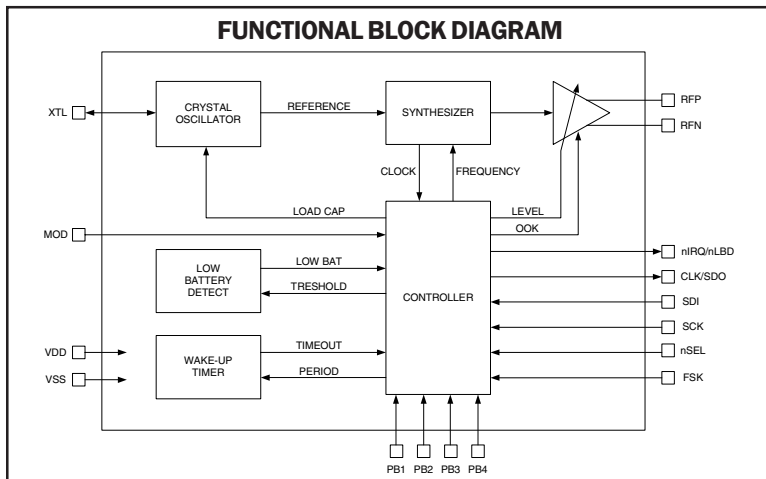 FUNCTIONAL BLOCK DIAGRAM
XTL
CRYSTAL
OSCILLATOR
REFERENCE
SYNTHESIZER
RFP
RFN
CLOCK
FREQUENCY
LOAD CAP
LEVEL
MOD
OOK
LOW
BATTERY
DETECT
LOW BAT
TRESHOLD
CONTROLLER
nIRQ/nLBD
CLK/SDO
SDI
SCK
VDD
VSS
WAKE-UP
TIMER
TIMEOUT
PERIOD
nSEL
FSK
PB1 PB2 PB3 PB4